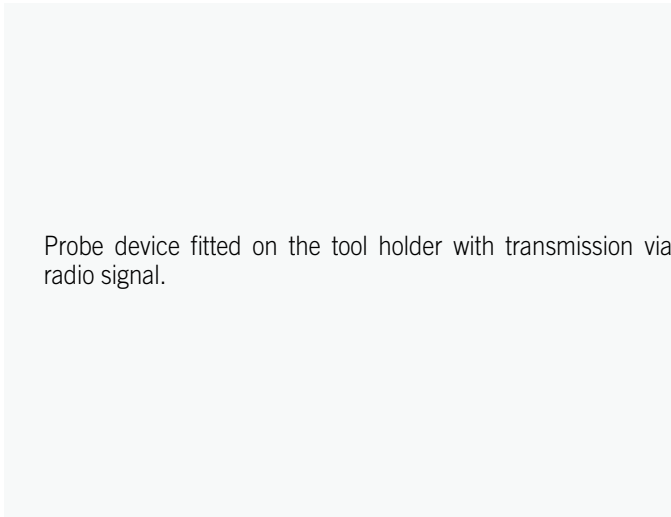 Probe device fitted on the tool holder with transmission via
radio signal.